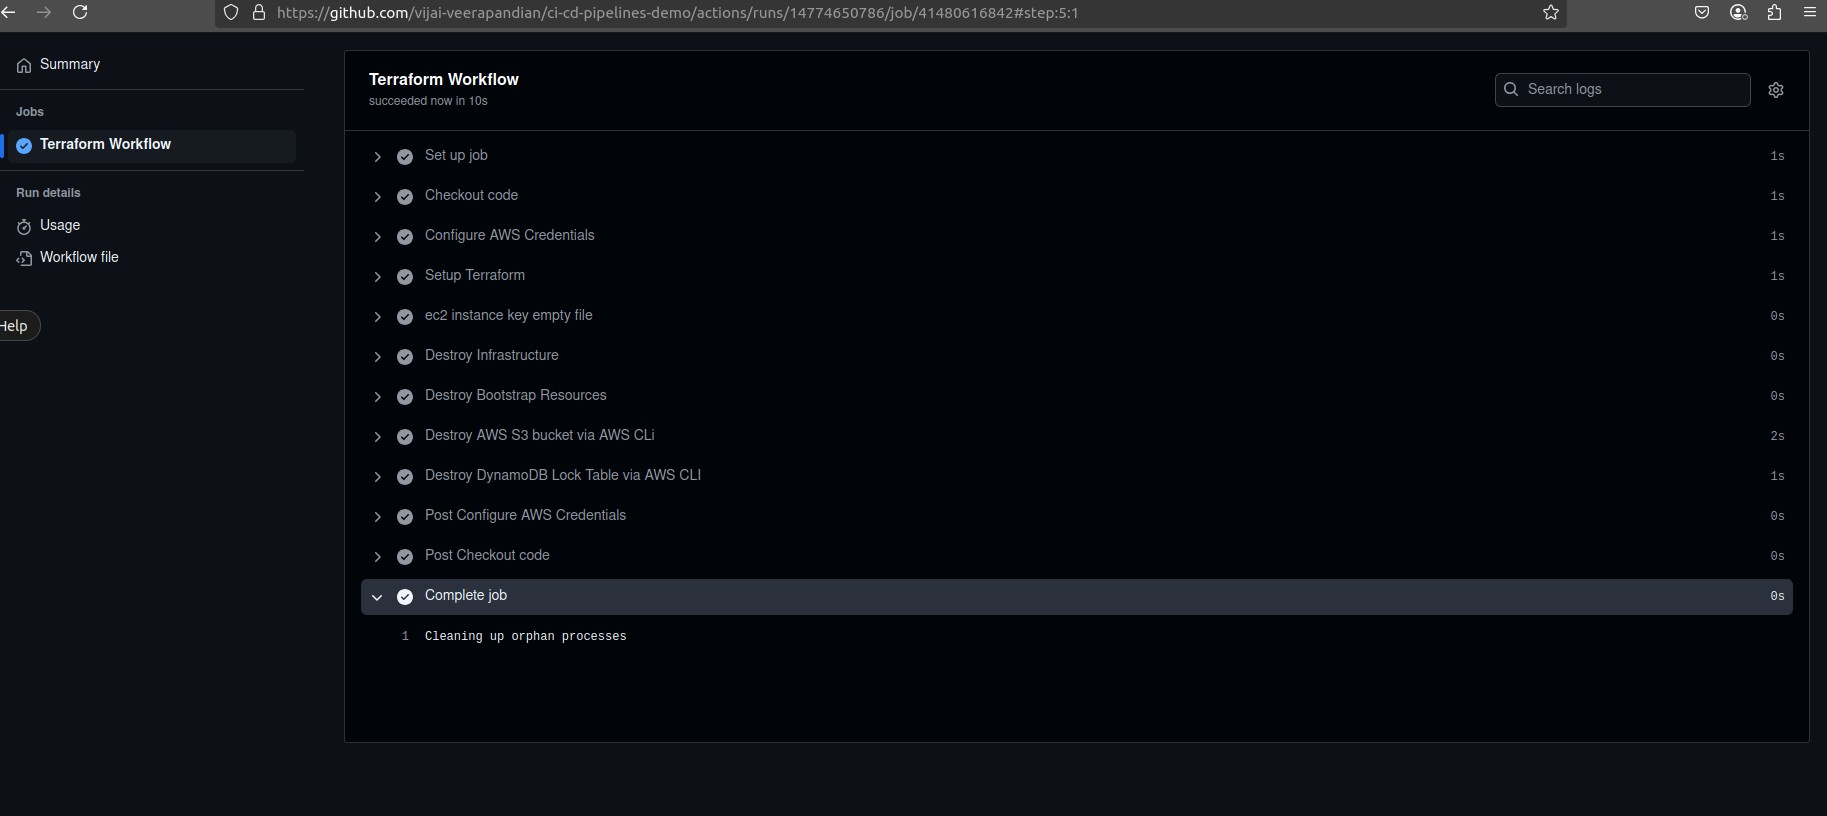 https://github.com/vijai-veerapandian/ci-cd-pipelines-demo/actions/runs/14774650786/job/41480616842#step:5:1
Summary
Jobs
Terraform Workflow
Run details
Usage
Workflow file
Help
Terraform Workflow
succeeded now in 10s
Search logs
Set up job 1s
Checkout code 1s
Configure AWS Credentials 1s
Setup Terraform 1s
ec2 instance key empty file 0s
Destroy Infrastructure 0s
Destroy Bootstrap Resources 0s
Destroy AWS S3 bucket via AWS CLi 2s
Destroy DynamoDB Lock Table via AWS CLI 1s
Post Configure AWS Credentials 0s
Post Checkout code 0s
Complete job 0s
1 Cleaning up orphan processes